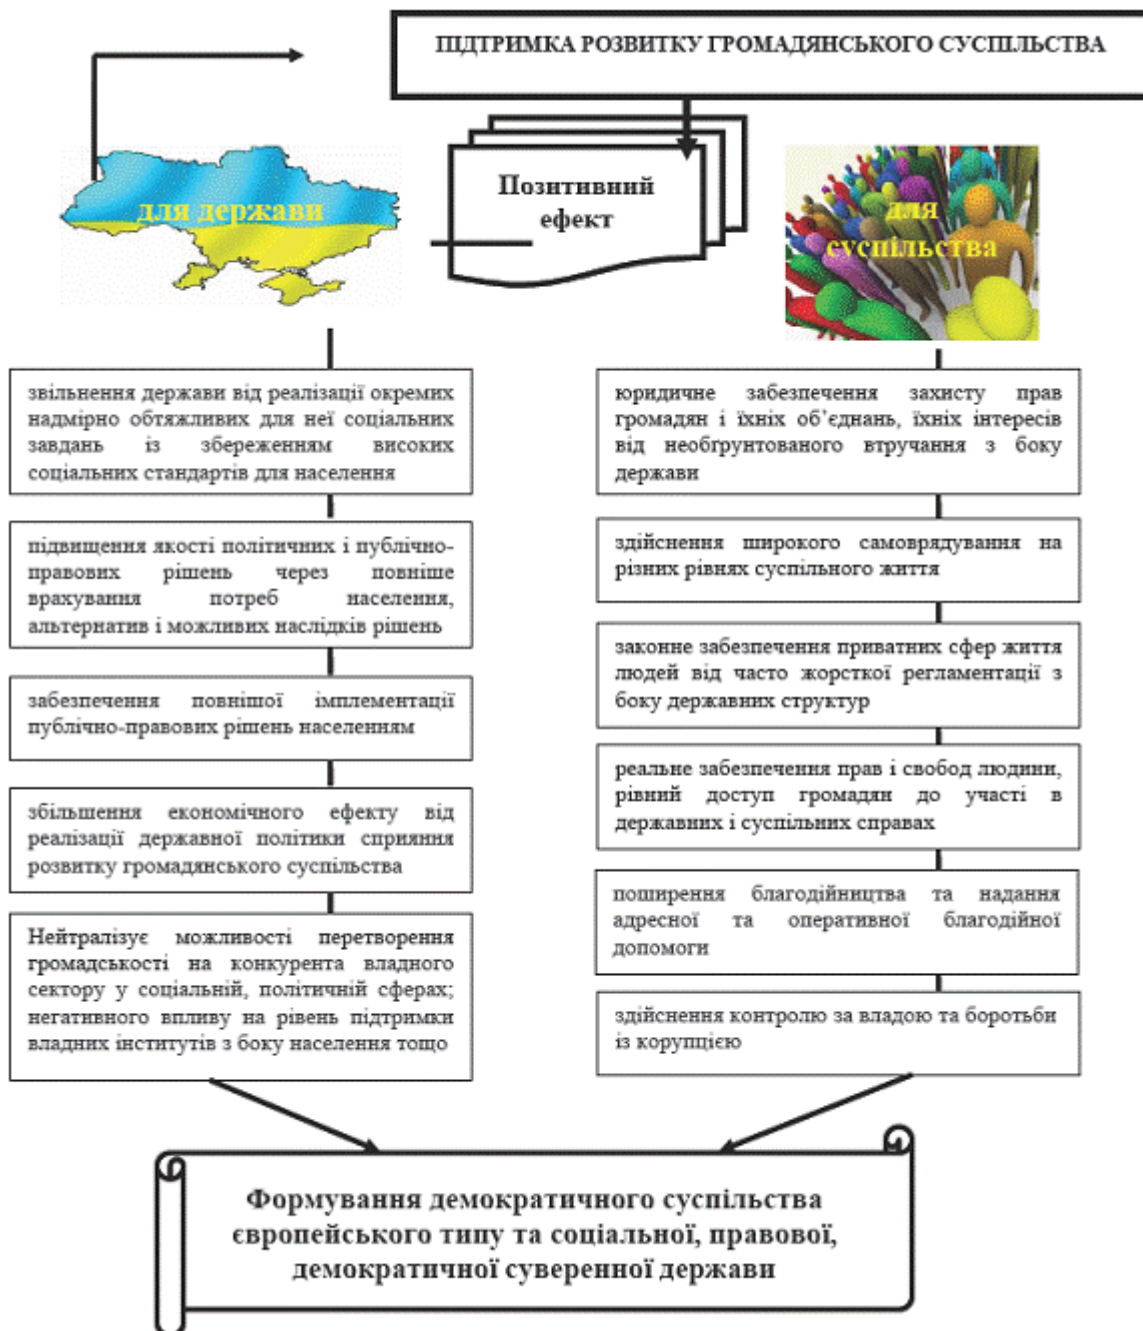 ПІДТРИМКА РОЗВИТКУ ГРОМАДЯНСЬКОГО СУСПІЛЬСТВА
Позитивний
ефект
для держави
для
суспільства
звільнення держави від реалізації окремих
надмірно обтяжливих для неї соціальних
завдань із збереженням високих
соціальних стандартів для населення
підвищення якості політичних і публічно-
правових рішень через повніше
врахування потреб населення,
альтернатив і можливих наслідків рішень
забезпечення повнішої імплементації
публічно-правових рішень населенням
збільшення економічного ефекту від
реалізації державної політики сприяння
розвитку громадянського суспільства
Нейтралізує можливості перетворення
громадськості на конкурента владного
сектору у соціальній, політичній сферах;
негативного впливу на рівень підтримки
владних інститутів з боку населення тощо
юридичне забезпечення захисту прав
громадян і їхніх об’єднань, їхніх інтересів
від необґрунтованого втручання з боку
держави
здійснення широкого самоврядування на
різних рівнях суспільного життя
законне забезпечення приватних сфер життя
людей від часто жорсткої регламентації з
боку державних структур
реальне забезпечення прав і свобод людини,
рівний доступ громадян до участі в
державних і суспільних справах
поширення благодійництва та надання
адресної та оперативної благодійної
допомоги
здійснення контролю за владою та боротьби
із корупцією
Формування демократичного суспільства
європейського типу та соціальної, правової,
демократичної суверенної держави